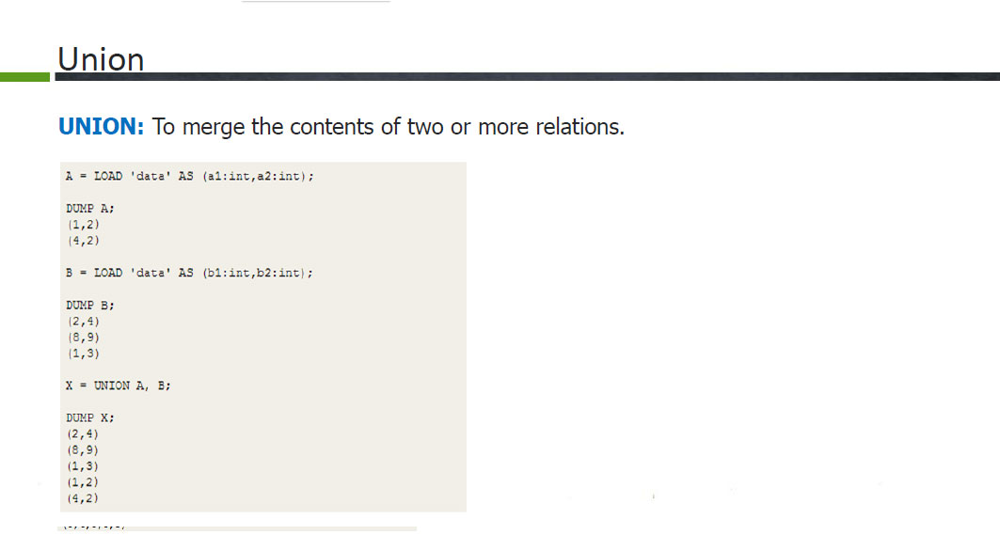 Union
UNION: To merge the contents of two or more relations.
A = LOAD 'data' AS (a1:int,a2:int);
DUMP A;
(1,2)
(4,2)
B = LOAD 'data' AS (b1:int,b2:int);
DUMP B;
(2,4)
(8,9)
(1,3)
X = UNION A, B;
DUMP X;
(2,4)
(8,9)
(1,3)
(1,2)
(4,2)